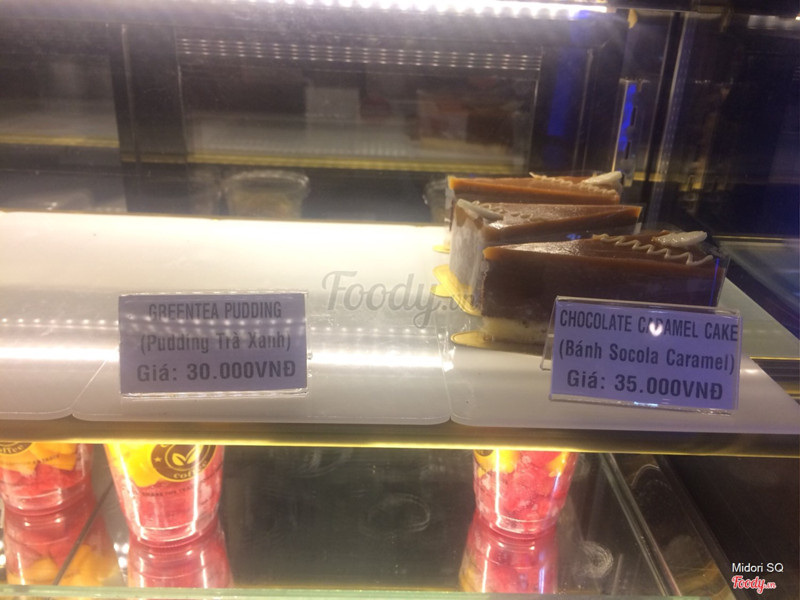 GREENTEA PUDDING
(Pudding Trà Xanh)
Giá: 30.000VNĐ
CHOCOLATE CARAMEL CAKE
(Bánh Socola Caramel)
Giá: 35.000VNĐ
Foody.vn
coffee
Midori SQ
Foody.vn